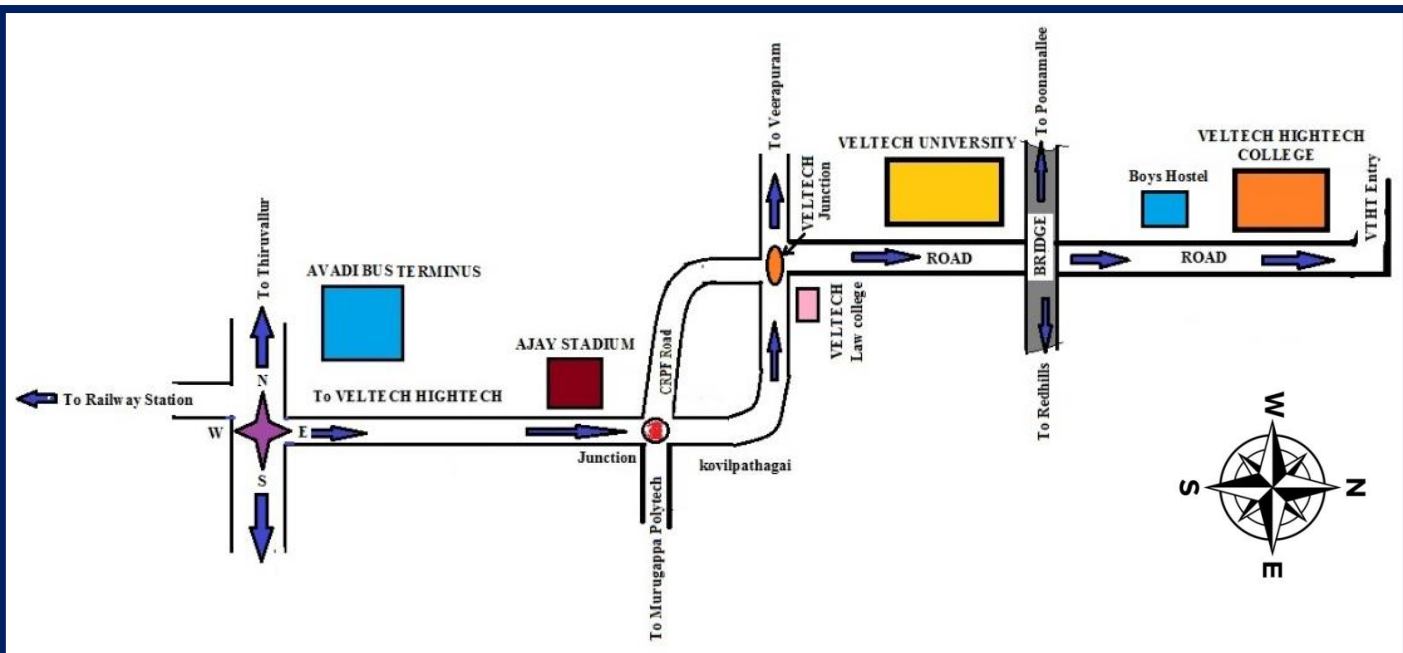 To Thiruvallur
AVADI BUS TERMINUS
N
To Railway Station
W
E
S
To VELTECH HIGHTECH
AJAY STADIUM
CRPF Road
Junction
To Murugappa Polytech
kovilpathagai
To Veerapuram
VELTECH
Junction
VELTECH
Law college
VELTECH UNIVERSITY
ROAD
To Poonamallee
BRIDGE
To Redhills
Boys Hostel
VELTECH HIGHTECH
COLLEGE
ROAD
VTHT Entry
W
S
N
E